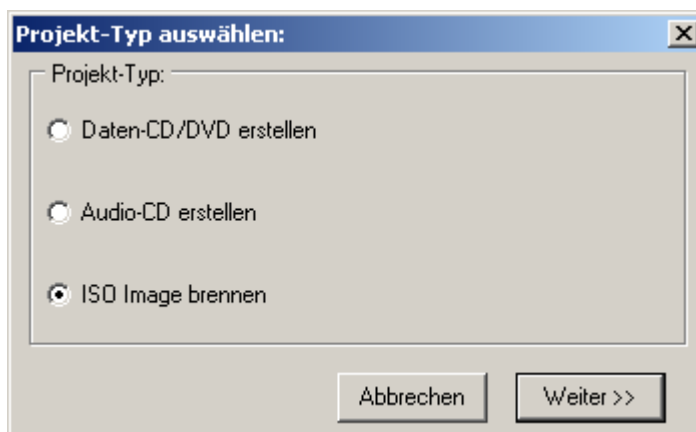 Projekt-Typ auswählen:
Projekt-Typ:
Daten-CD/DVD erstellen
Audio-CD erstellen
ISO Image brennen
Abbrechen
Weiter >>